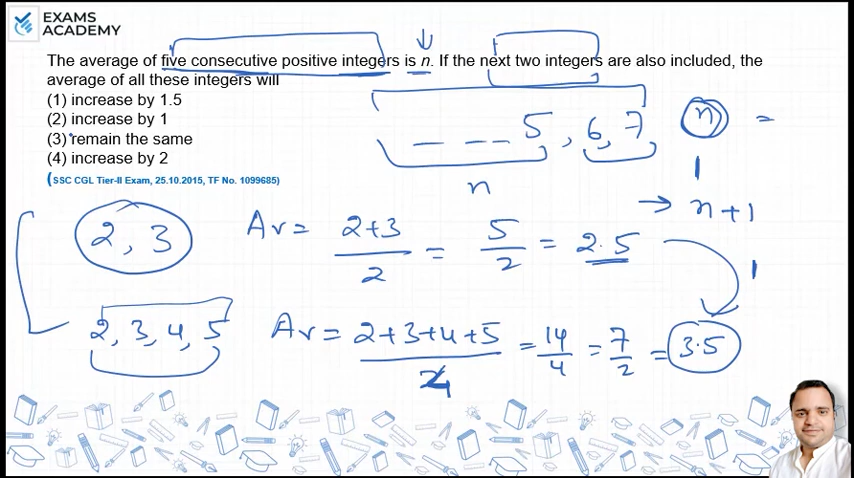 EXAMS
ACADEMY
The average of five consecutive positive integers is n. If the next two integers are also included, the
average of all these integers will
(1) increase by 1.5
(2) increase by 1
(3) remain the same
(4) increase by 2
(SSC CGL Tier-II Exam, 25.10.2015, TF No. 1099685)
_ _ _ 5, 6, 7
n
n =
1
→ n+1
2, 3
Av = 2+3/2 = 5/2 = 2.5
1
2, 3, 4, 5
Av = 2+3+4+5/4 = 14/4 = 7/2 = 3.5